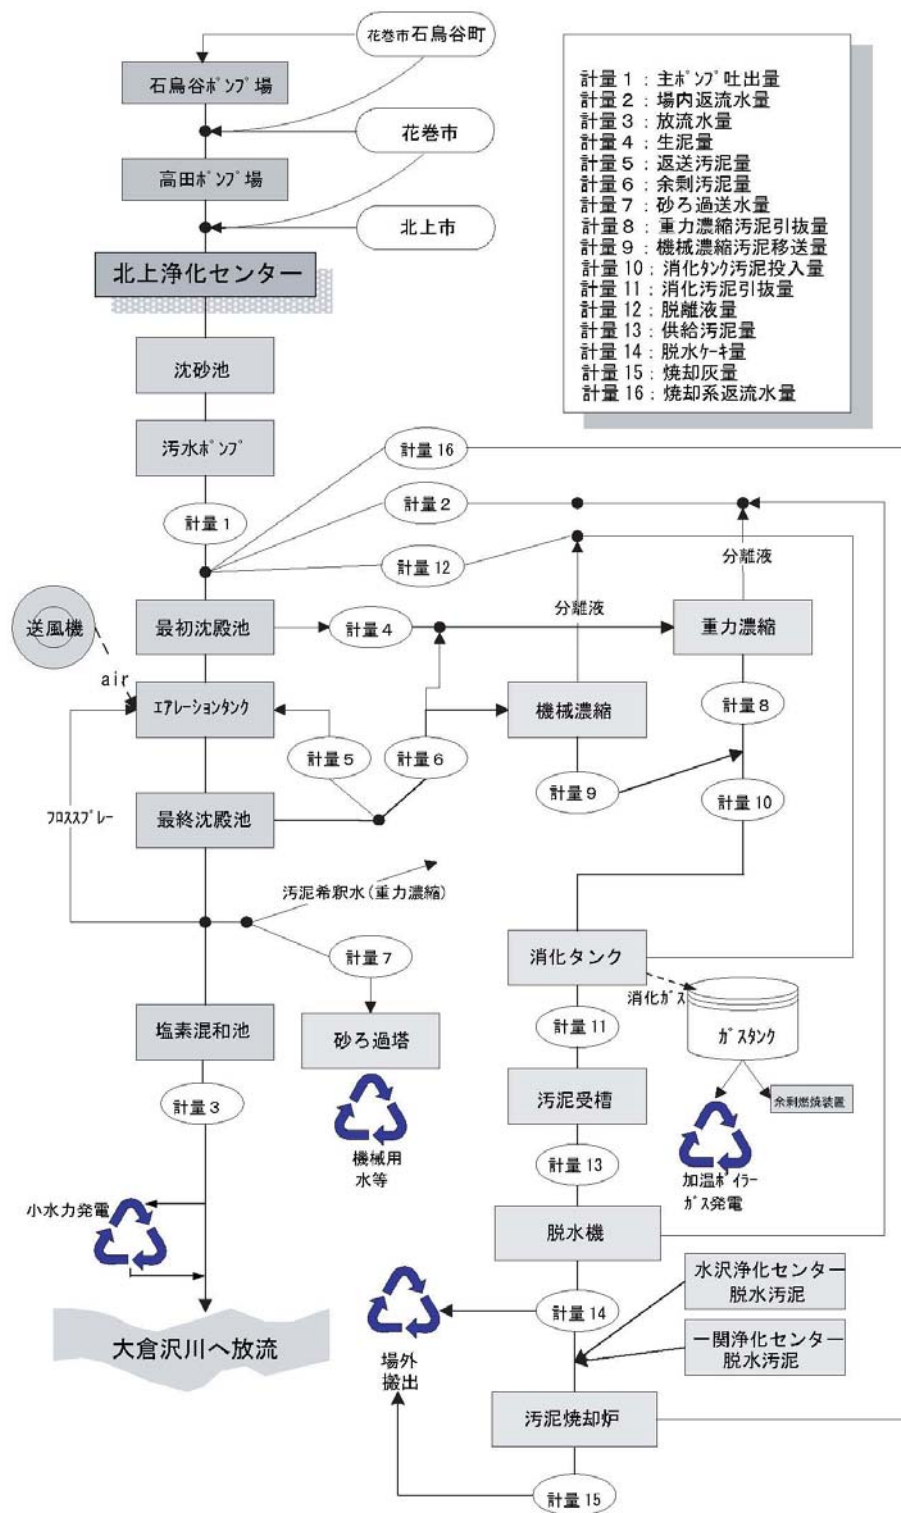 花巻市石鳥谷町
石鳥谷ポンプ場
花巻市
高田ポンプ場
北上市
北上浄化センター
計量1:主ポンプ吐出量
計量2:場内返流水量
計量3:放流水量
計量4:生泥量
計量5:返送汚泥量
計量6:余剰汚泥量
計量7:砂ろ過送水量
計量8:重力濃縮汚泥引抜量
計量9:機械濃縮汚泥移送量
計量10:消化タンク汚泥投入量
計量11:消化汚泥引抜量
計量12:脱離液量
計量13:供給汚泥量
計量14:脱水ケーキ量
計量15:焼却灰量
計量16:焼却系返流水量
沈砂池
汚水ポンプ
計量16
計量2
計量1
計量12
分離液
分離液
送風機
air
最初沈殿池
計量4
重力濃縮
エアレーションタンク
機械濃縮
計量8
計量5
計量6
計量9
計量10
フロススプレー
最終沈殿池
汚泥希釈水(重力濃縮)
計量7
消化タンク
消化ガス
ガスタンク
塩素混和池
砂ろ過塔
計量11
計量3
機械用
水等
汚泥受槽
余剰燃焼装置
計量13
加温ボイラー
ガス発電
小水力発電
脱水機
水沢浄化センター
脱水汚泥
計量14
一関浄化センター
脱水汚泥
大倉沢川へ放流
場外
搬出
汚泥焼却炉
計量15